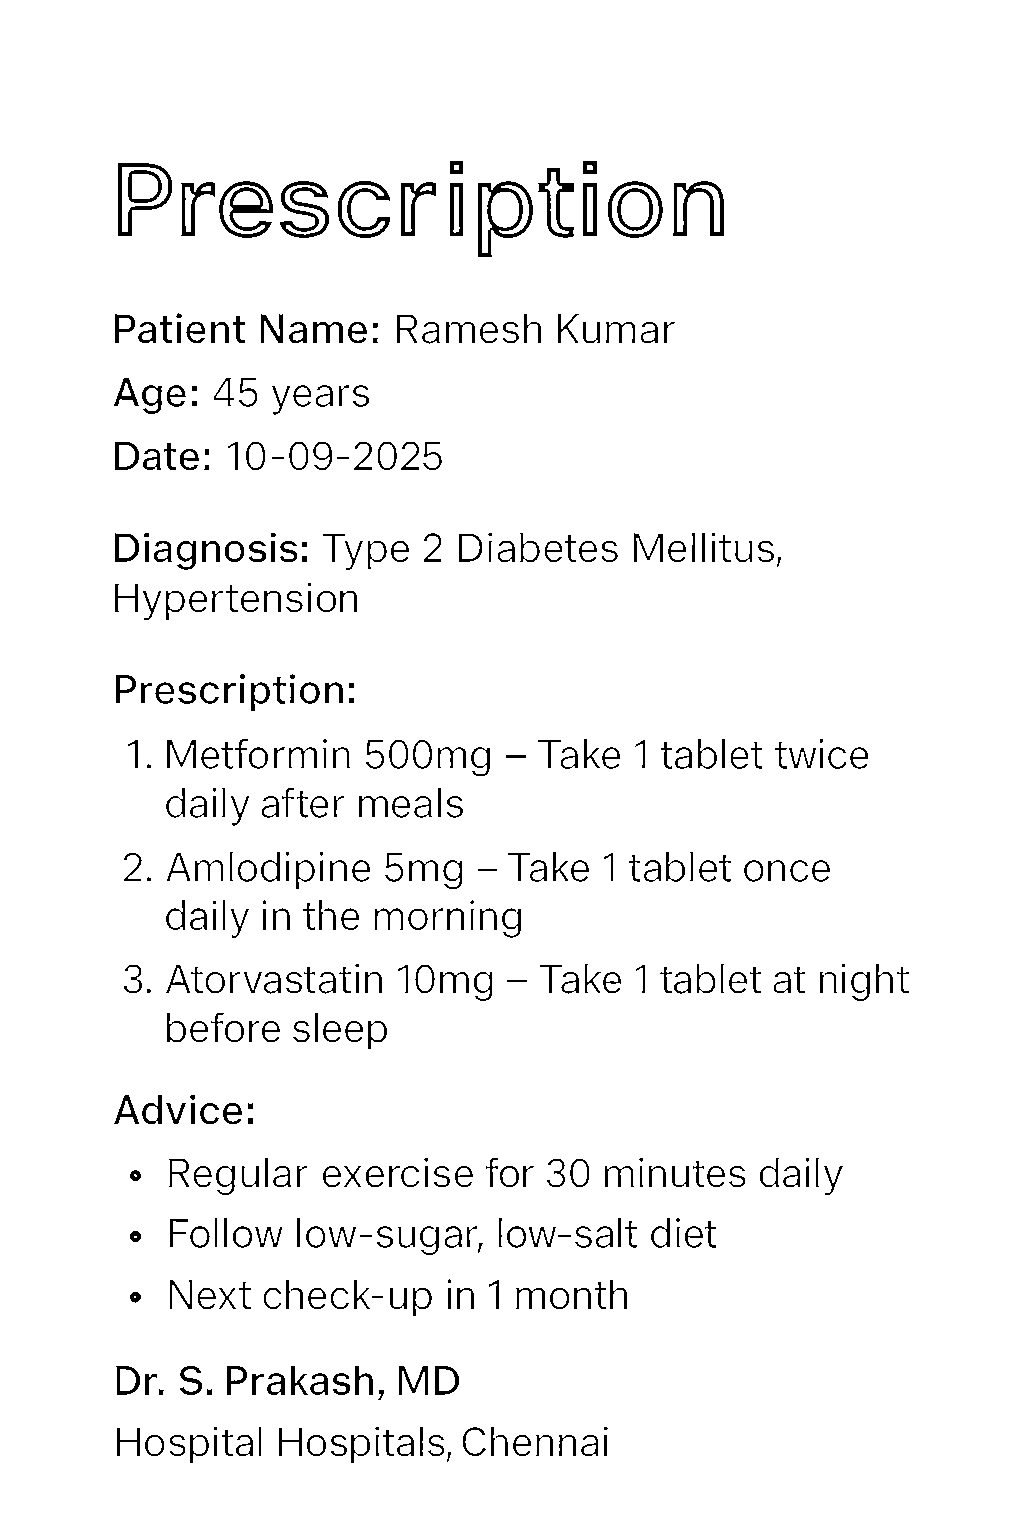 Prescription
Patient Name: Ramesh Kumar
Age: 45 years
Date: 10-09-2025
Diagnosis: Type 2 Diabetes Mellitus,
Hypertension
Prescription:
1. Metformin 500mg – Take 1 tablet twice
daily after meals
2. Amlodipine 5mg – Take 1 tablet once
daily in the morning
3. Atorvastatin 10mg – Take 1 tablet at night
before sleep
Advice:
• Regular exercise for 30 minutes daily
• Follow low-sugar, low-salt diet
• Next check-up in 1 month
Dr. S. Prakash, MD
Hospital Hospitals, Chennai